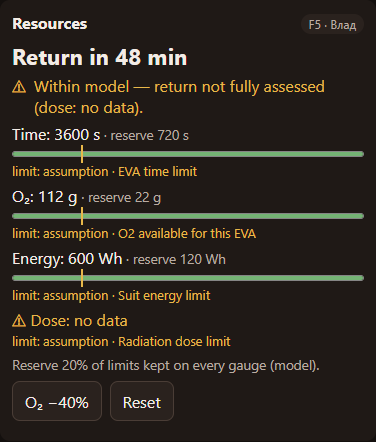 Resources
F5 · Влад
Return in 48 min
⚠ Within model — return not fully assessed
(dose: no data).
Time: 3600 s · reserve 720 s
limit: assumption · EVA time limit
O₂: 112 g · reserve 22 g
limit: assumption · O2 available for this EVA
Energy: 600 Wh · reserve 120 Wh
limit: assumption · Suit energy limit
⚠ Dose: no data
limit: assumption · Radiation dose limit
Reserve 20% of limits kept on every gauge (model).
O₂ −40%
Reset